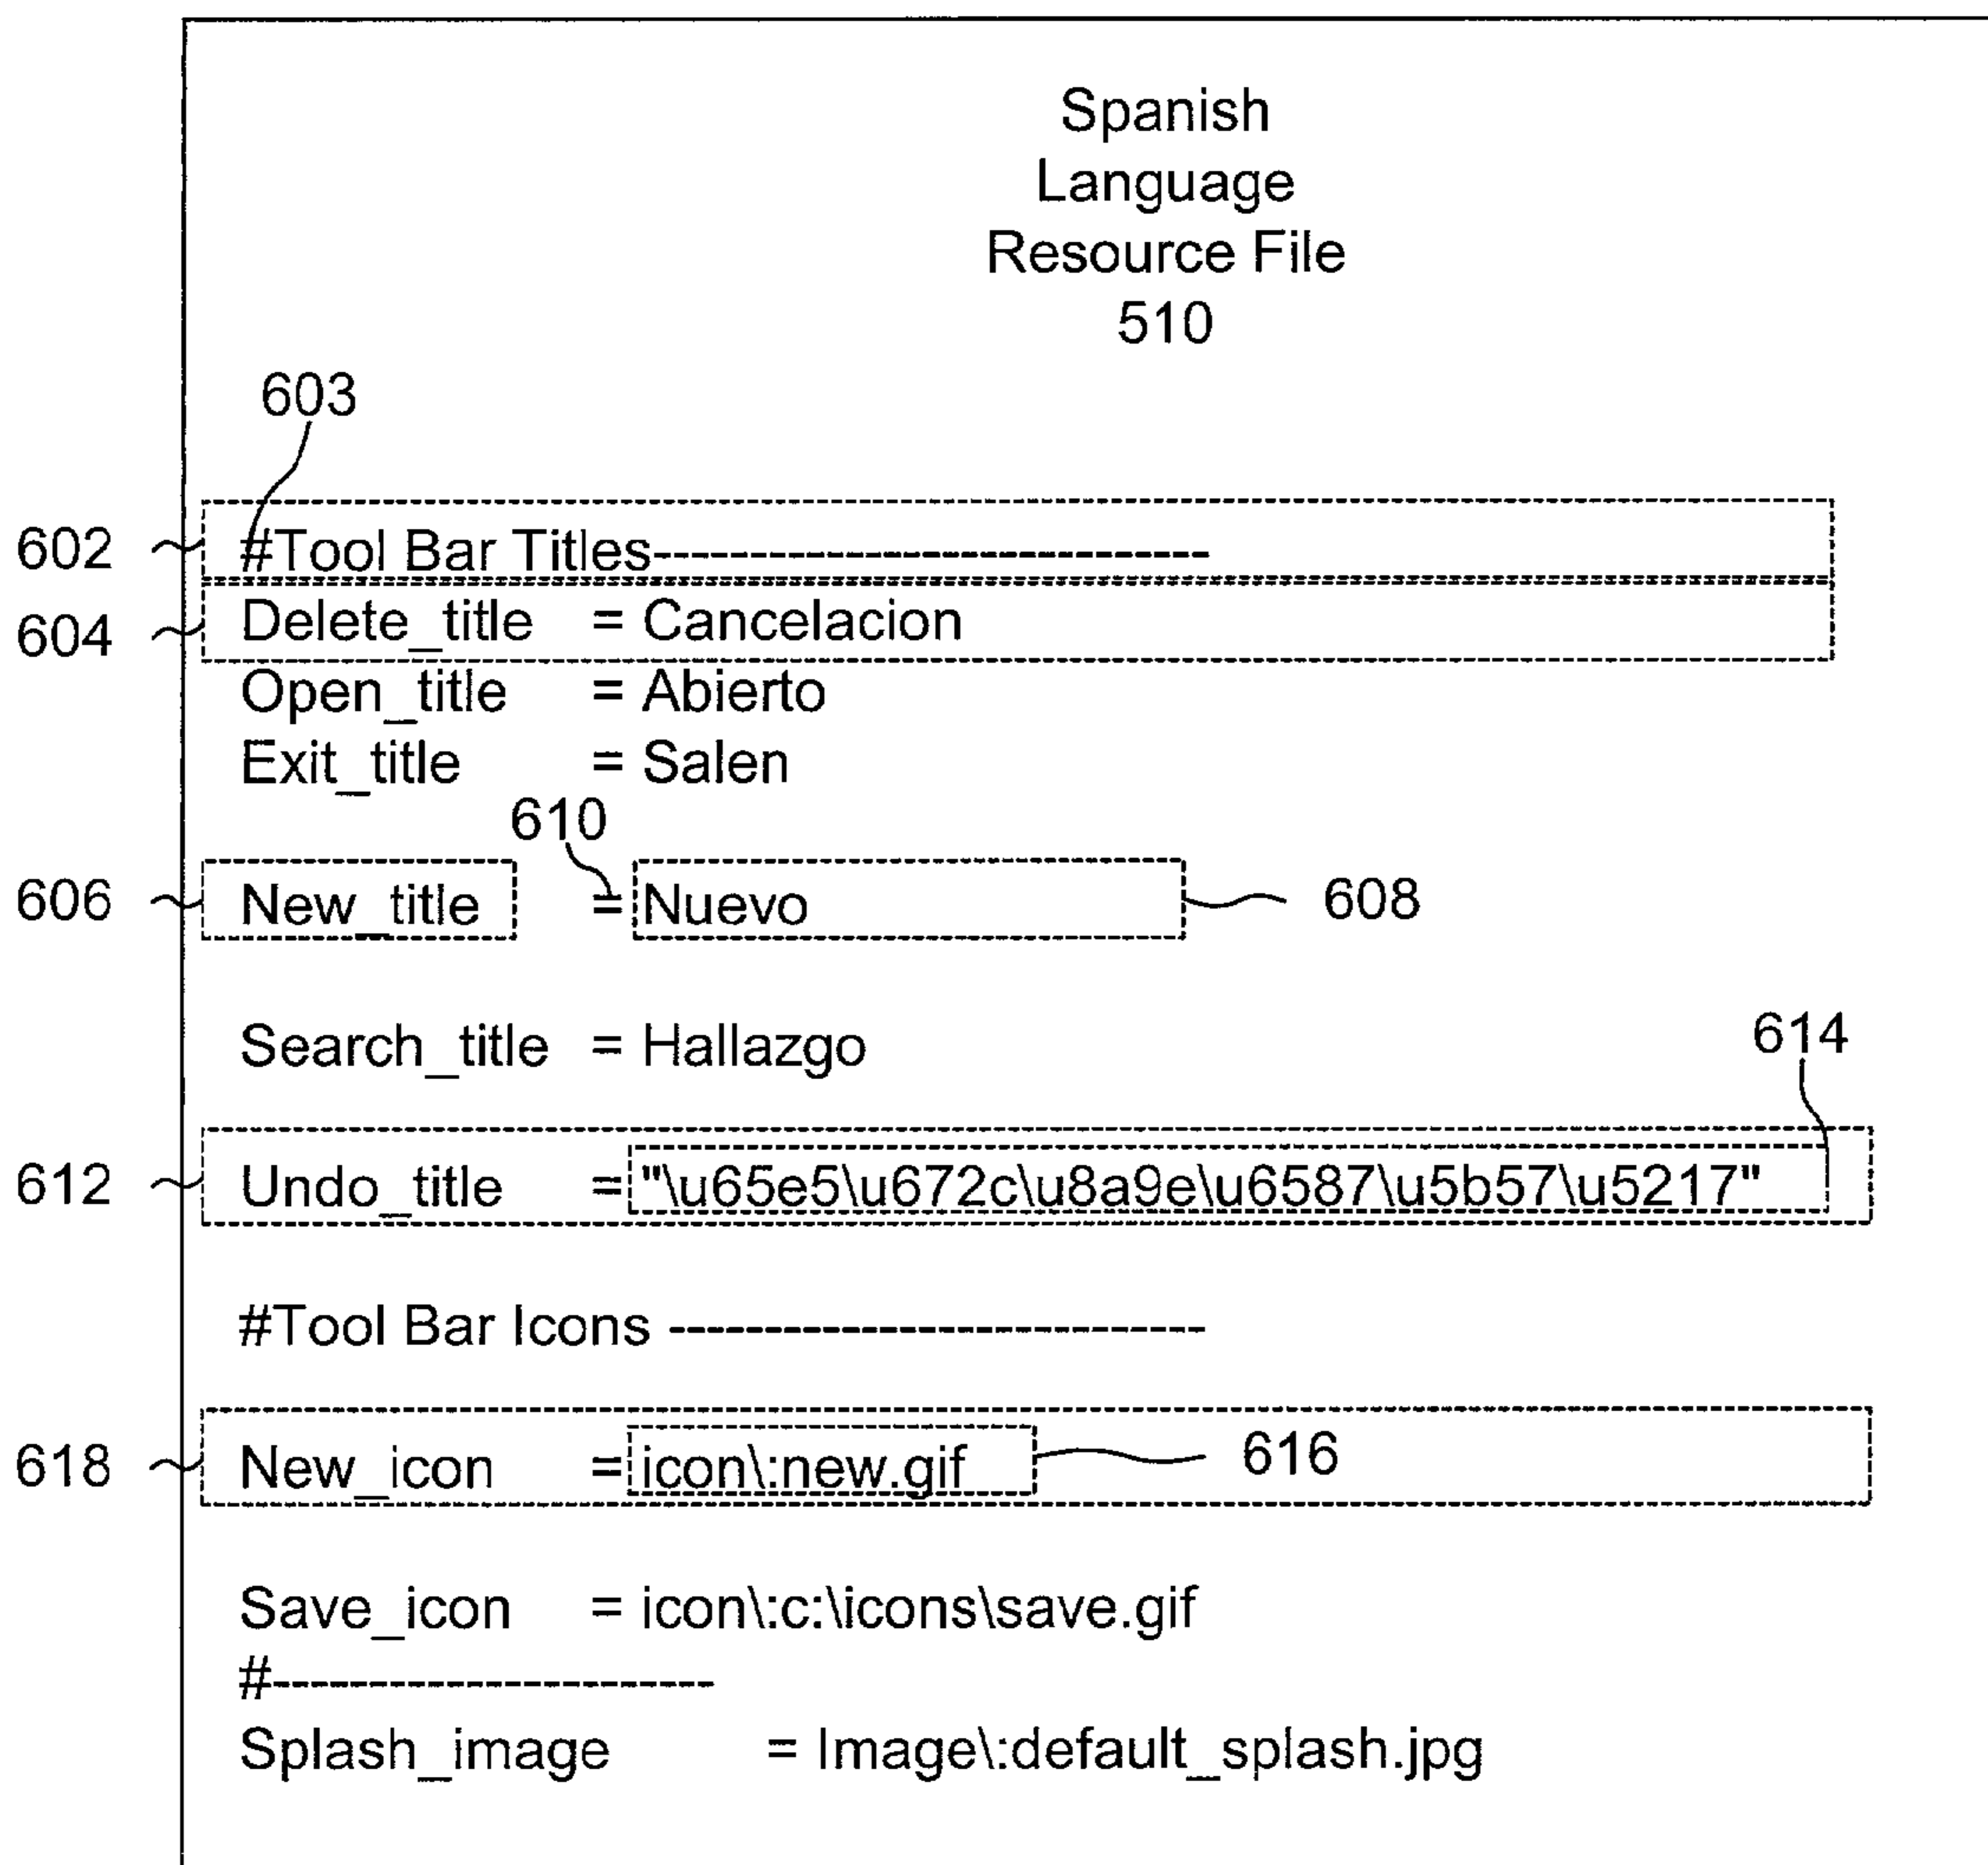 Spanish
Language
Resource File
510
603
602 #Tool Bar Titles-----------------------------
604 Delete_title = Cancelacion
Open_title = Abierto
Exit_title = Salen
610
606 New_title = Nuevo 608
Search_title = Hallazgo
614
612 Undo_title = "\u65e5\u672c\u8a9e\u6587\u5b57\u5217"
#Tool Bar Icons ----------------------------
618 New_icon = icon\:new.gif 616
Save_icon = icon\:c:\icons\save.gif
#-----------------------
Splash_image = Image\:default_splash.jpg